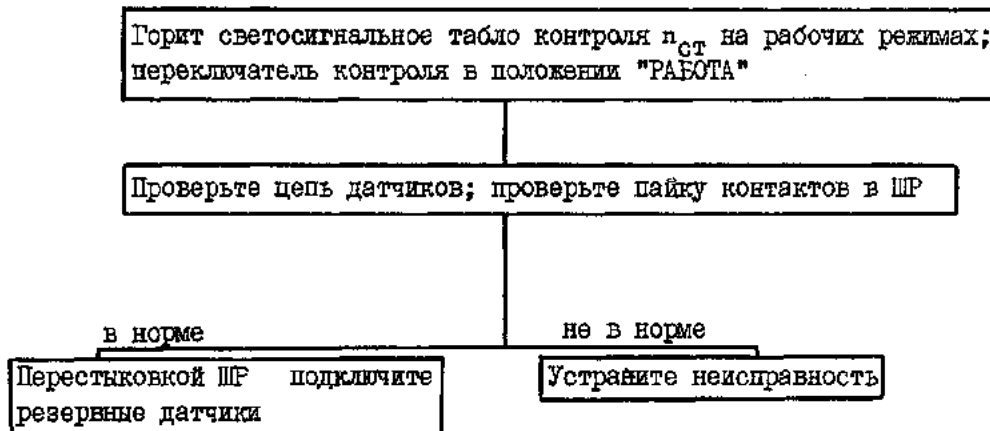 Горит светосигнальное табло контроля nСТ на рабочих режимах;
переключатель контроля в положении "РАБОТА"
Проверьте цепь датчиков; проверьте пайку контактов в ШР
в норме
не в норме
Перестыковкой ШР подключите
резервные датчики
Устраните неисправность